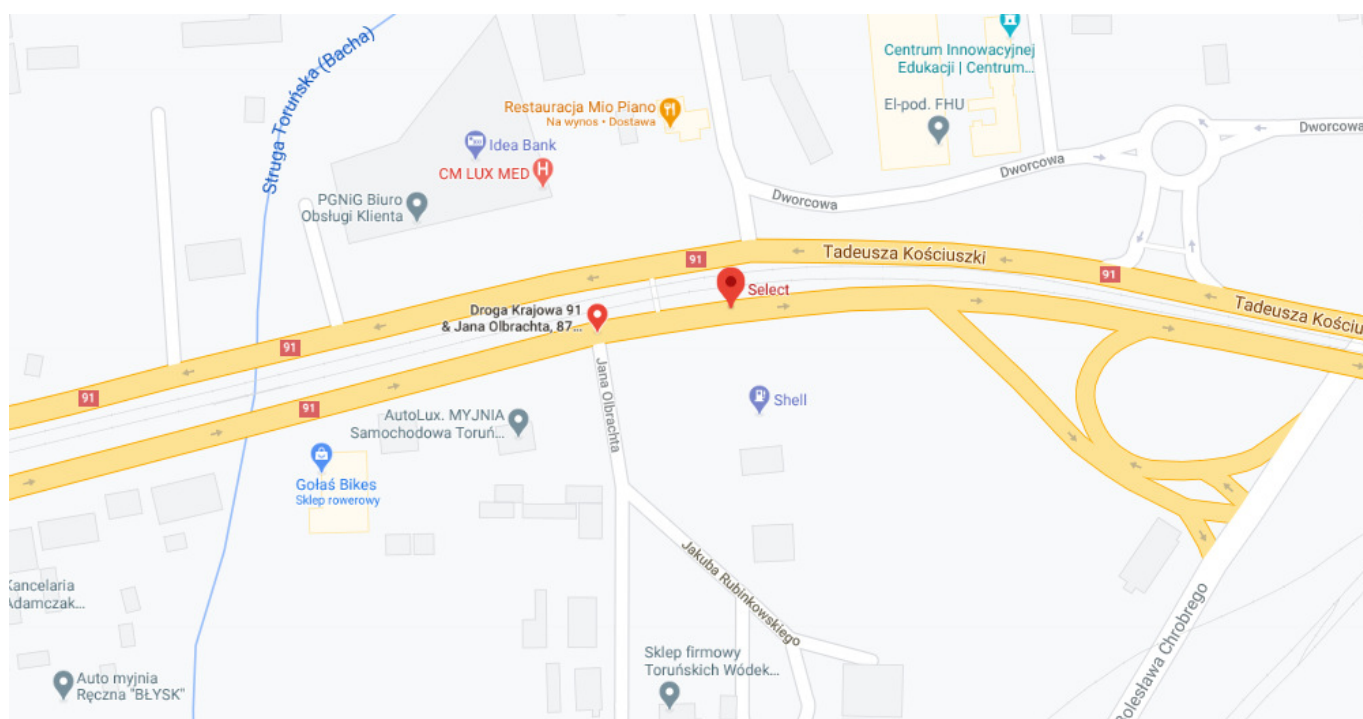 Struga Toruńska (Bacha)
Centrum Innowacyjnej
Edukacji | Centrum...
Restauracja Mio Piano
Na wynos • Dostawa
El-pod. FHU
Dworcowa
Idea Bank
CM LUX MED
Dworcowa
PGNiG Biuro
Obsługi Klienta
Dworcowa
Tadeusza Kościuszki
91
91
Select
Tadeusza Kościu
Droga Krajowa 91
& Jana Olbrachta, 87...
91
91
91
Jana Olbrachta
Shell
AutoLux. MYJNIA
Samochodowa Toruń...
Gołaś Bikes
Sklep rowerowy
Jakuba Rubinkowskiego
Kancelaria
Adamczak...
Bolesława Chrobrego
Sklep firmowy
Toruńskich Wódek...
Auto myjnia
Ręczna "BŁYSK"